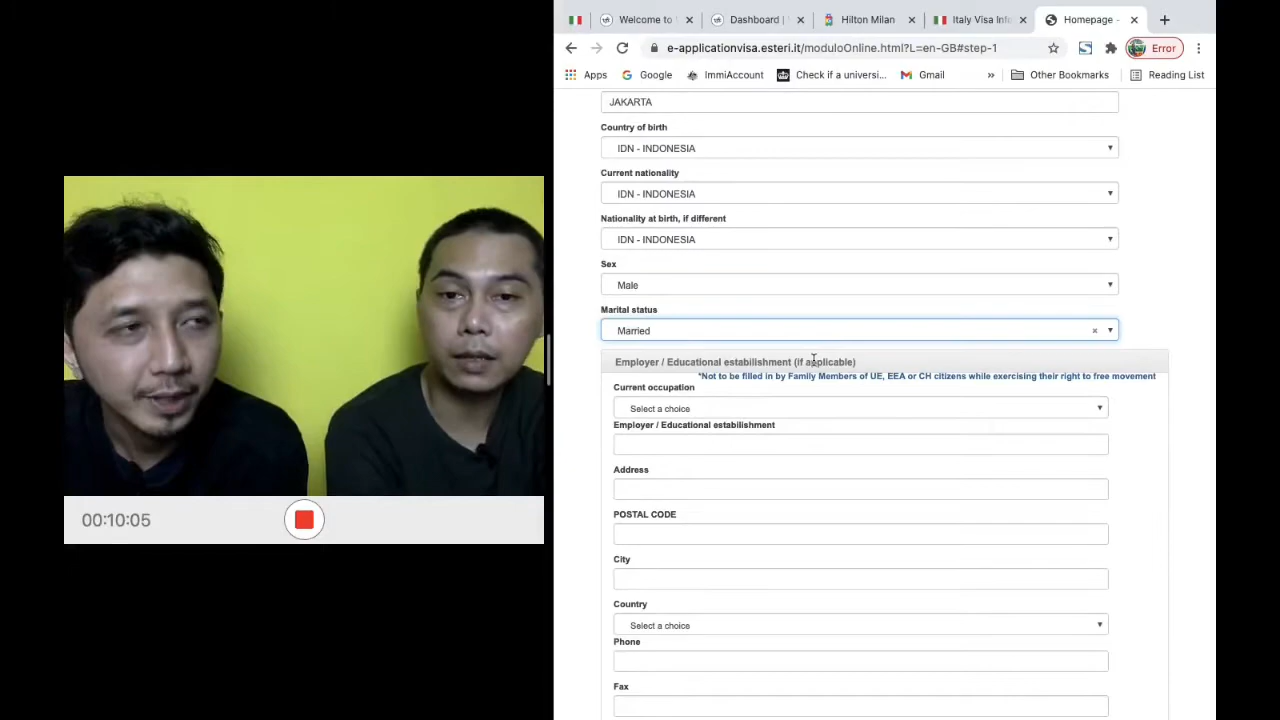 Welcome to
Dashboard |
Hilton Milan
Italy Visa Inf
Homepage -
e-applicationvisa.esteri.it/moduloOnline.html?L=en-GB#step-1
Error
Apps
Google
ImmiAccount
Check if a universi...
Gmail
»
Other Bookmarks
Reading List
JAKARTA
Country of birth
IDN - INDONESIA
Current nationality
IDN - INDONESIA
Nationality at birth, if different
IDN - INDONESIA
Sex
Male
Marital status
Married
Employer / Educational estabilishment (if applicable)
*Not to be filled in by Family Members of UE, EEA or CH citizens while exercising their right to free movement
Current occupation
Select a choice
Employer / Educational estabilishment
Address
POSTAL CODE
City
Country
Select a choice
Phone
Fax
00:10:05